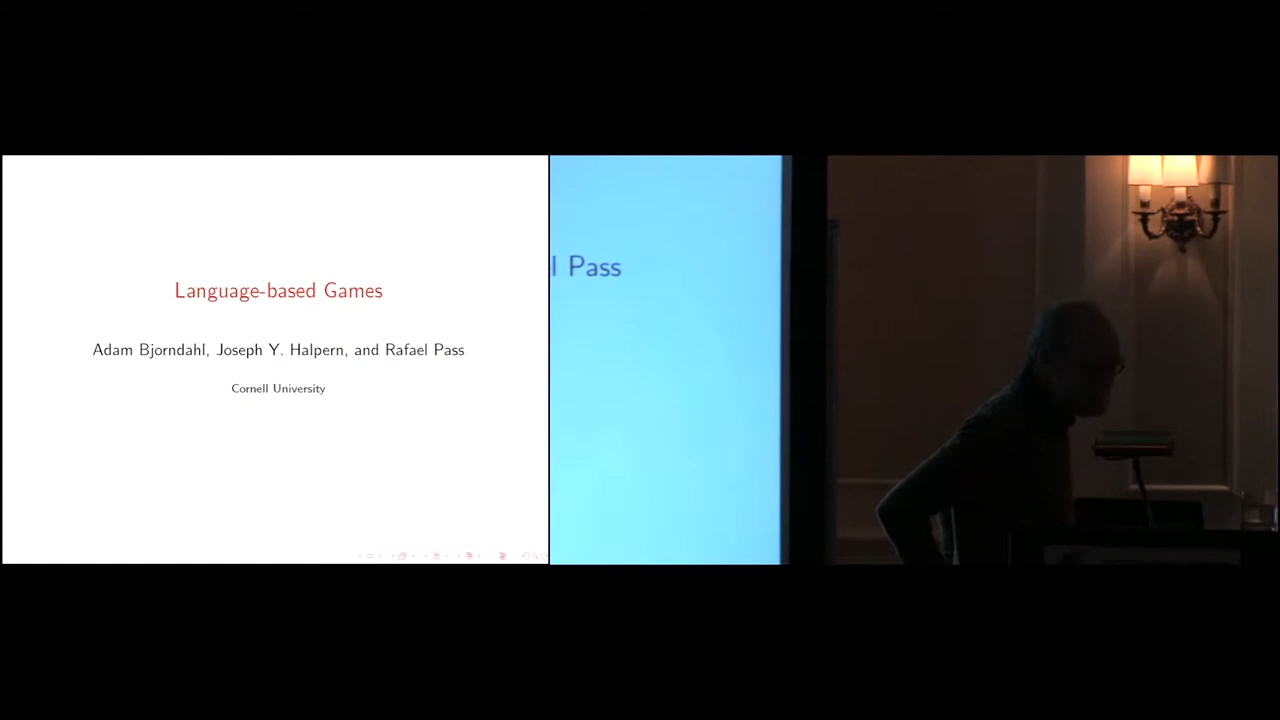 Language-based Games
Adam Bjorndahl, Joseph Y. Halpern, and Rafael Pass
Cornell University
l Pass